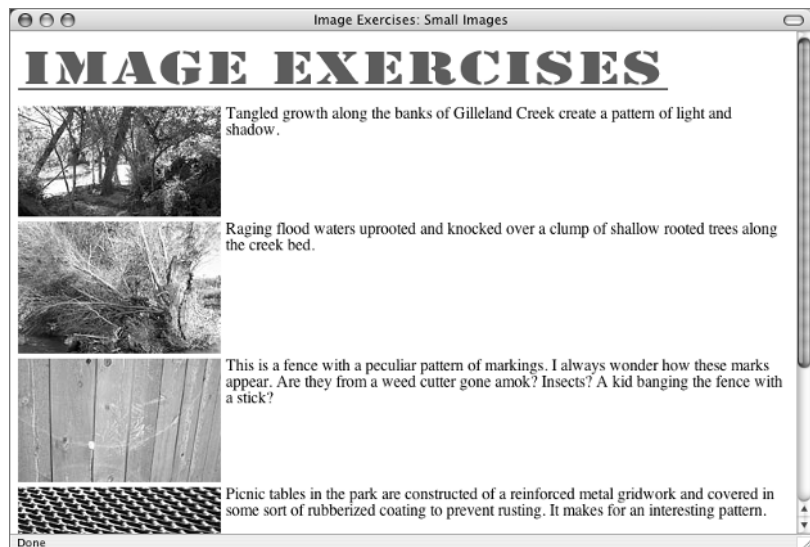 Image Exercises: Small Images
IMAGE EXERCISES
Tangled growth along the banks of Gilleland Creek create a pattern of light and
shadow.
Raging flood waters uprooted and knocked over a clump of shallow rooted trees along
the creek bed.
This is a fence with a peculiar pattern of markings. I always wonder how these marks
appear. Are they from a weed cutter gone amok? Insects? A kid banging the fence with
a stick?
Picnic tables in the park are constructed of a reinforced metal gridwork and covered in
some sort of rubberized coating to prevent rusting. It makes for an interesting pattern.
Done